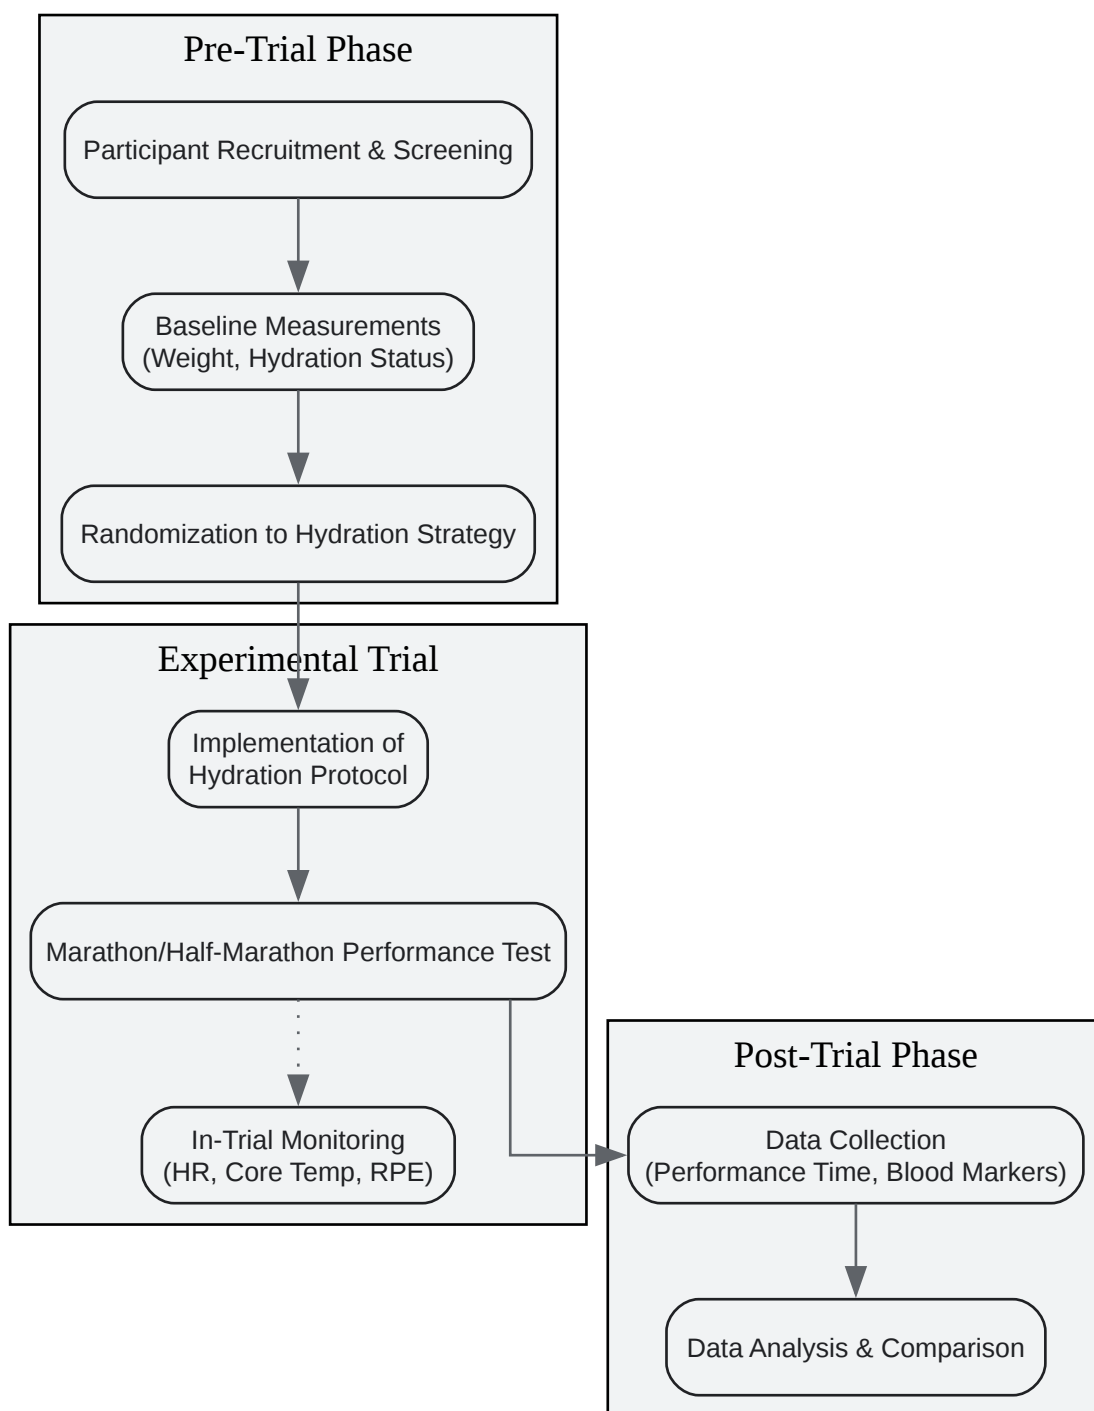 Pre-Trial Phase
Participant Recruitment & Screening
Baseline Measurements
(Weight, Hydration Status)
Randomization to Hydration Strategy
Experimental Trial
Implementation of
Hydration Protocol
Marathon/Half-Marathon Performance Test
In-Trial Monitoring
(HR, Core Temp, RPE)
Post-Trial Phase
Data Collection
(Performance Time, Blood Markers)
Data Analysis & Comparison